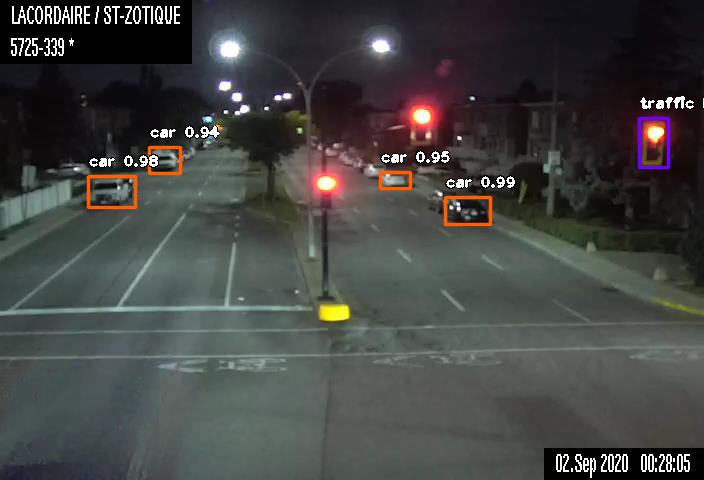 LACORDAIRE / ST-ZOTIQUE
5725-339 *
traffic
car 0.94
car 0.98
car 0.95
car 0.99
02.Sep 2020 00:28:05